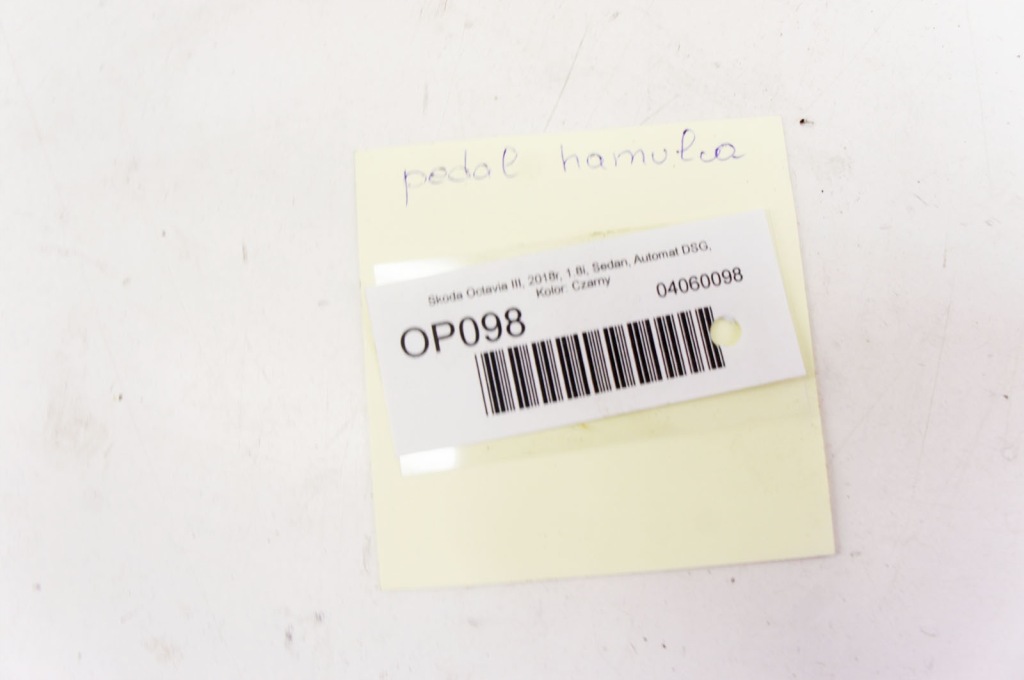 pedal hamulca
Skoda Octavia III, 2018r, 1.8i, Sedan, Automat DSG,
Kolor: Czarny
04060098
OP098